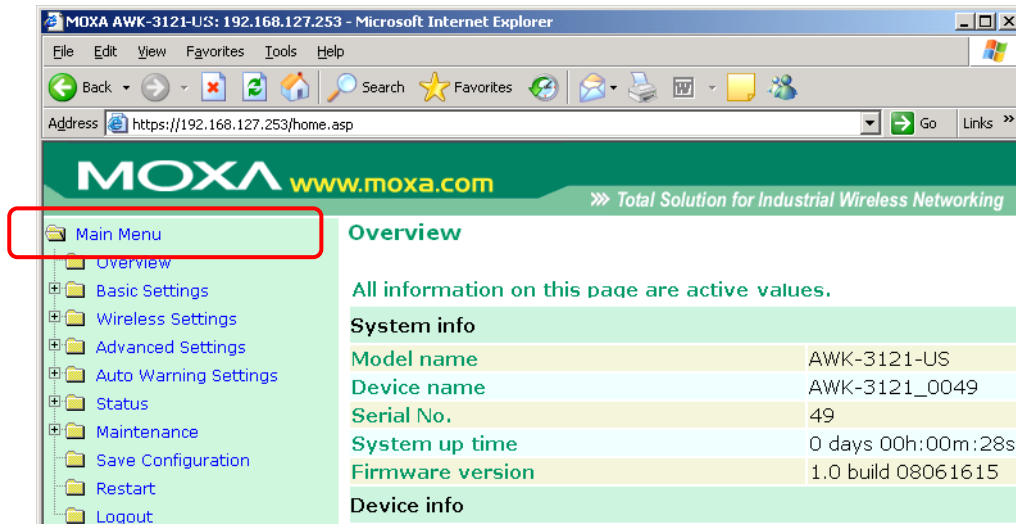 MOXA AWK-3121-US: 192.168.127.253 - Microsoft Internet Explorer
File Edit View Favorites Tools Help
Back Search Favorites
Address https://192.168.127.253/home.asp Go Links »
MOXA www.moxa.com
Total Solution for Industrial Wireless Networking
Main Menu
Overview
Basic Settings
Wireless Settings
Advanced Settings
Auto Warning Settings
Status
Maintenance
Save Configuration
Restart
Logout
Overview
All information on this page are active values.
System info
Model name AWK-3121-US
Device name AWK-3121_0049
Serial No. 49
System up time 0 days 00h:00m:28s
Firmware version 1.0 build 08061615
Device info